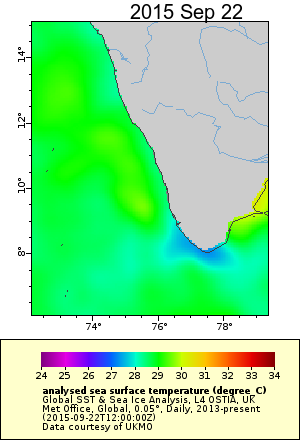 2015 Sep 22
14°
12°
10°
8°
74° 76° 78°
24 25 26 27 28 29 30 31 32 33 34
analysed sea surface temperature (degree_C)
Global SST & Sea Ice Analysis, L4 OSTIA, UK
Met Office, Global, 0.05°, Daily, 2013-present
(2015-09-22T12:00:00Z)
Data courtesy of UKMO